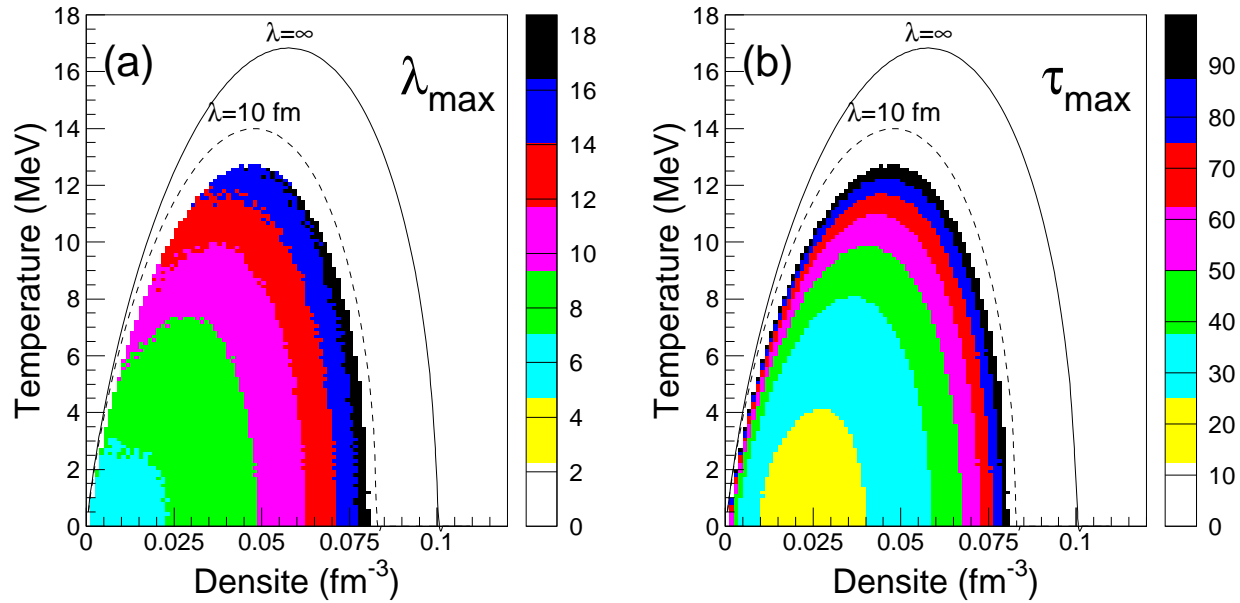 (a)
λmax
λ=∞
λ=10 fm
Temperature (MeV)
18
16
14
12
10
8
6
4
2
0
0 0.025 0.05 0.075 0.1
Densite (fm-3)
18
16
14
12
10
8
6
4
2
0
(b)
τmax
λ=∞
λ=10 fm
Temperature (MeV)
18
16
14
12
10
8
6
4
2
0
0 0.025 0.05 0.075 0.1
Densite (fm-3)
90
80
70
60
50
40
30
20
10
0